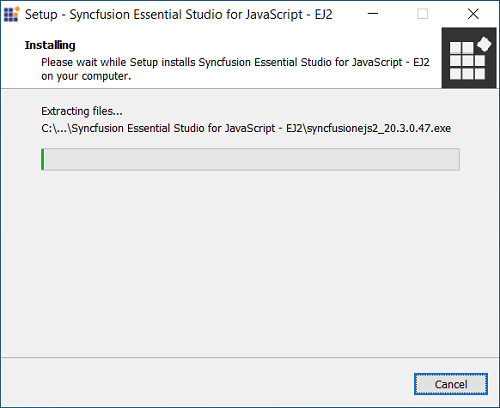 Setup - Syncfusion Essential Studio for JavaScript - EJ2
Installing
Please wait while Setup installs Syncfusion Essential Studio for JavaScript - EJ2
on your computer.
Extracting files...
C:\...\Syncfusion Essential Studio for JavaScript - EJ2\syncfusionejs2_20.3.0.47.exe
Cancel